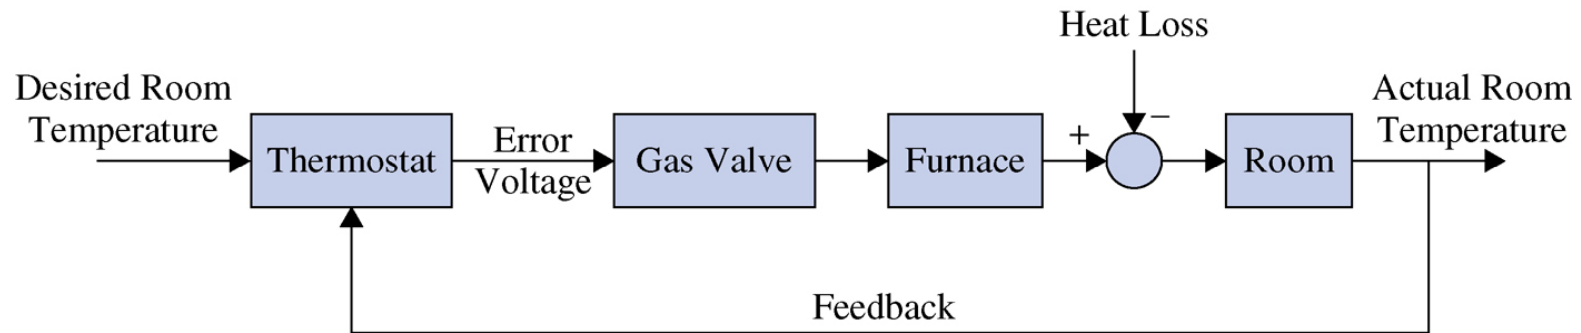 Heat Loss
Desired Room
Temperature
Thermostat
Error
Voltage
Gas Valve
Furnace
+
−
Room
Actual Room
Temperature
Feedback